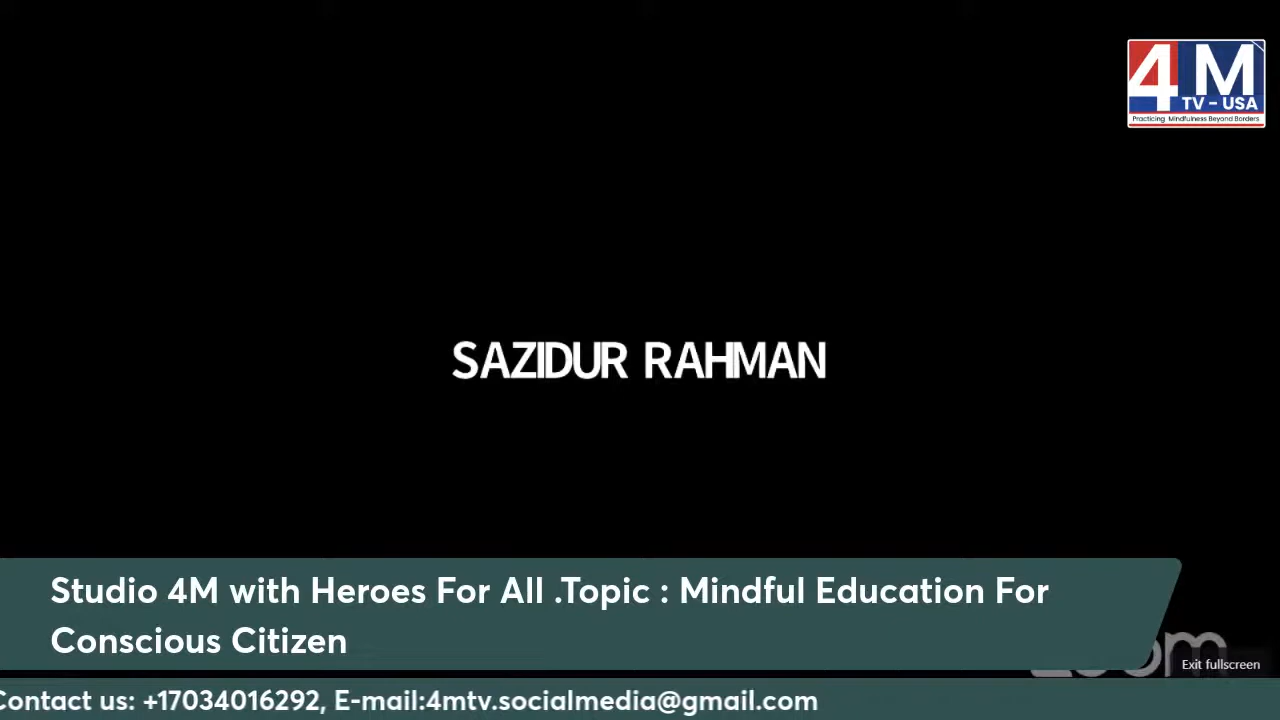 4M
TV - USA
Practicing Mindfulness Beyond Borders
SAZIDUR RAHMAN
Studio 4M with Heroes For All .Topic : Mindful Education For
Conscious Citizen
zoom
Exit fullscreen
Contact us: +17034016292, E-mail:4mtv.socialmedia@gmail.com